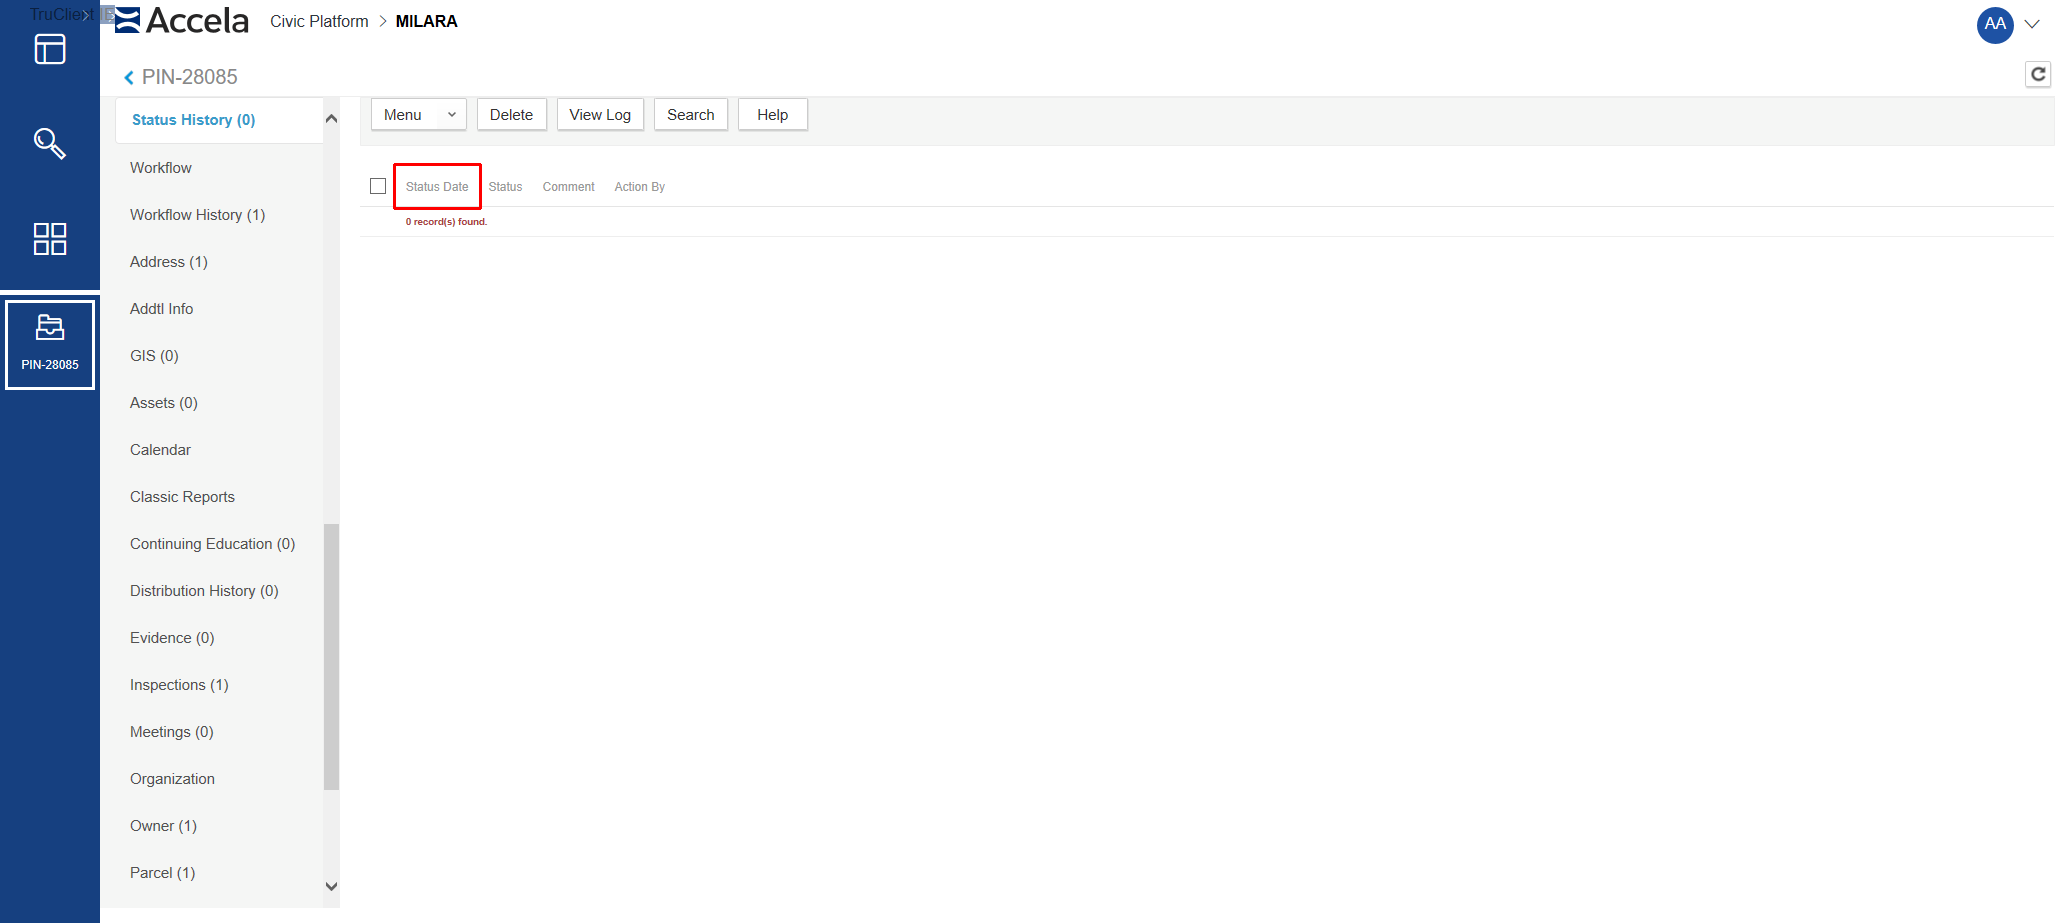 TruClient
Accela
Civic Platform > MILARA
AA
PIN-28085
Status History (0)
Menu
Delete
View Log
Search
Help
Workflow
Status Date
Status
Comment
Action By
Workflow History (1)
0 record(s) found.
Address (1)
Addtl Info
GIS (0)
PIN-28085
Assets (0)
Calendar
Classic Reports
Continuing Education (0)
Distribution History (0)
Evidence (0)
Inspections (1)
Meetings (0)
Organization
Owner (1)
Parcel (1)